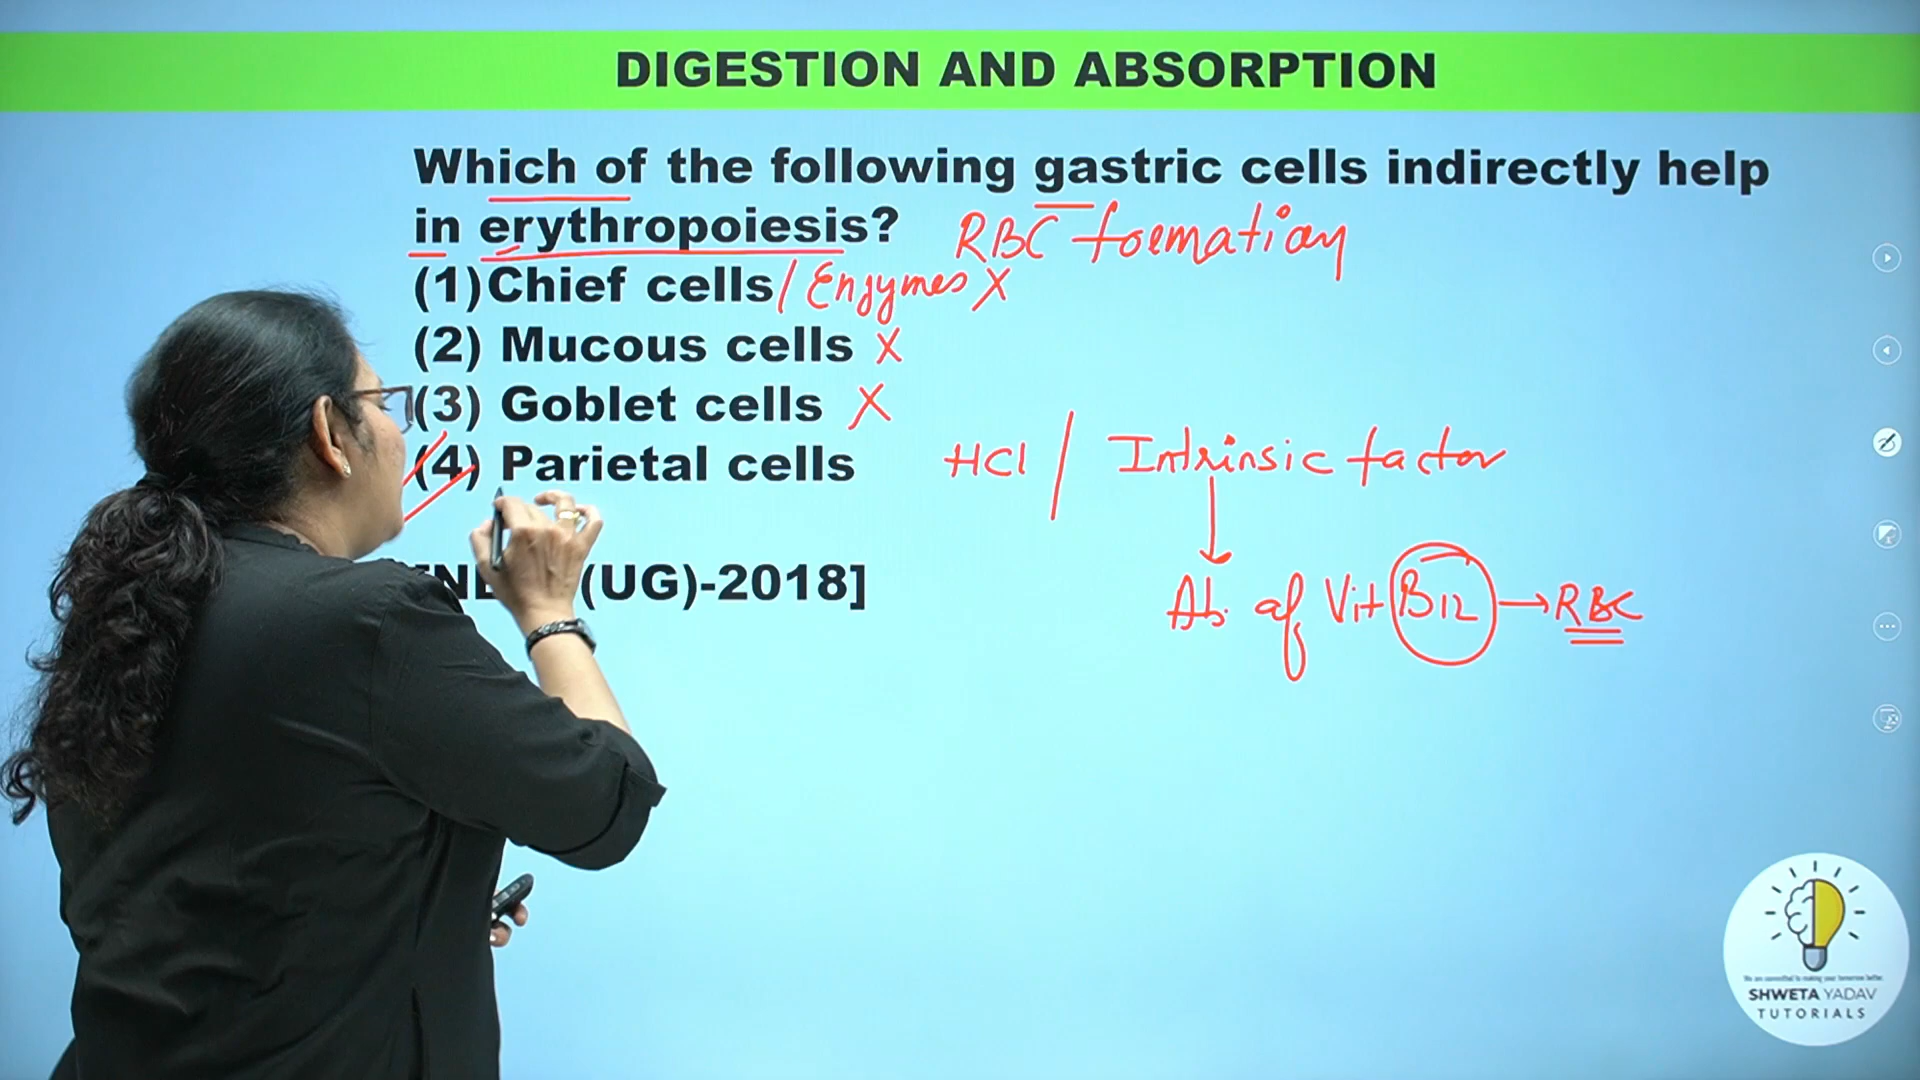 DIGESTION AND ABSORPTION
Which of the following gastric cells indirectly help
in erythropoiesis? RBC formation
(1)Chief cells/ Enzymes X
(2) Mucous cells X
(3) Goblet cells X
(4) Parietal cells HCl / Intrinsic factor
(UG)-2018]
Ab. of Vit B12 → RBC
SHWETA YADAV
TUTORIALS